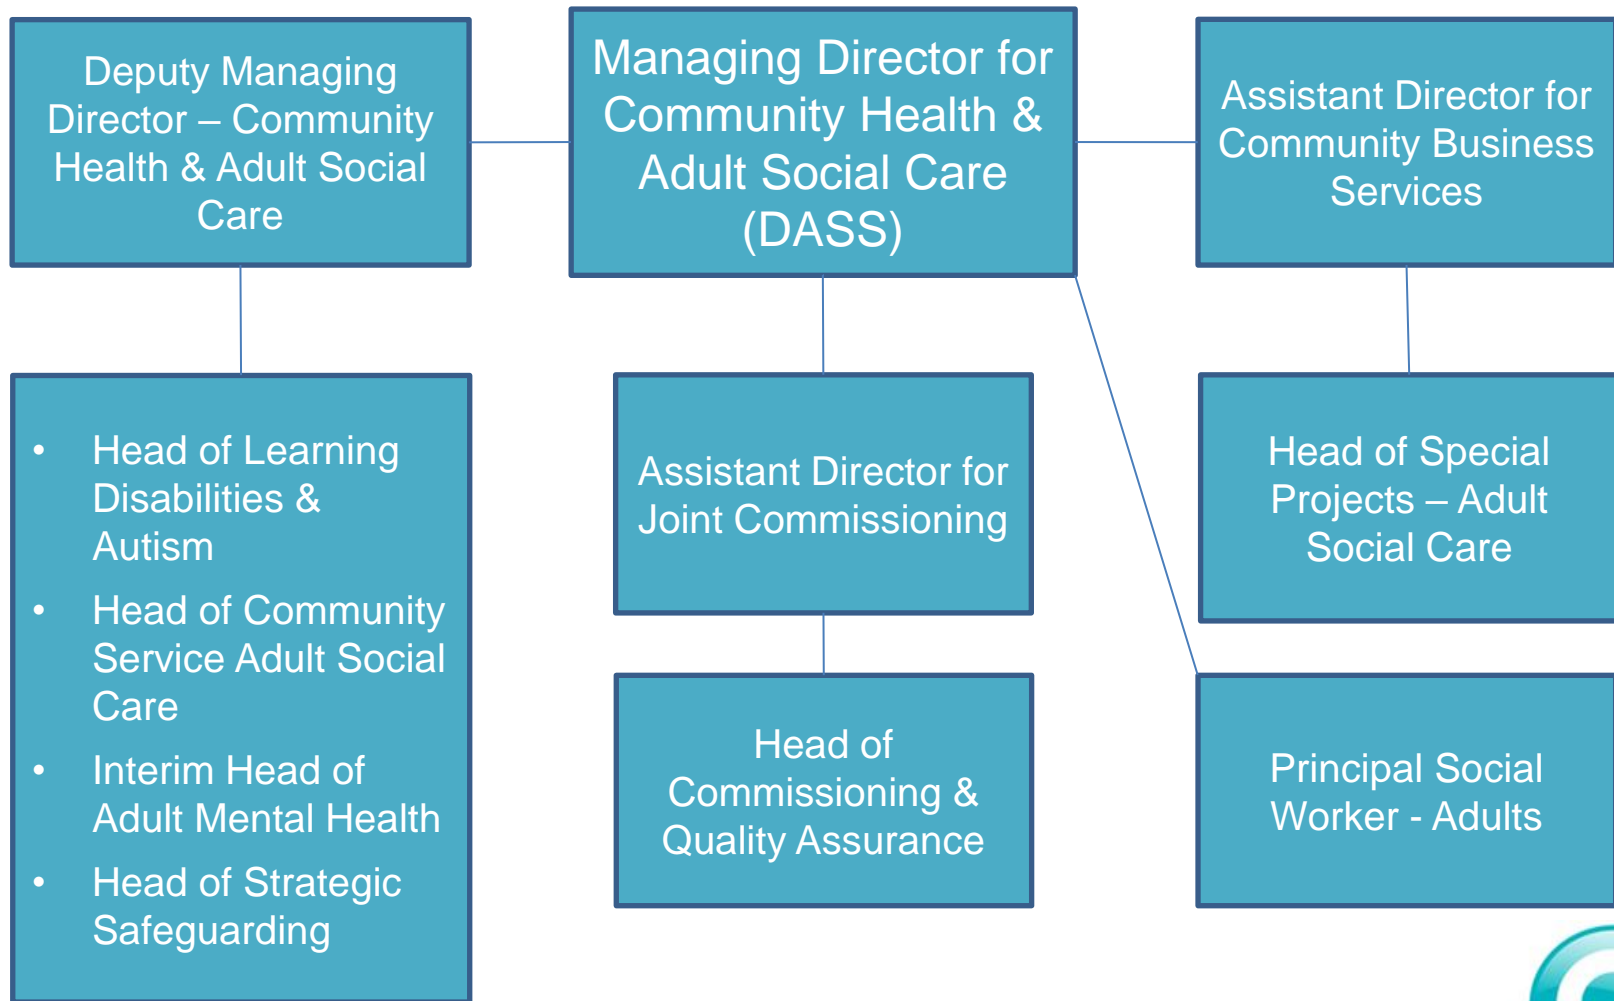 Deputy Managing
Director – Community
Health & Adult Social
Care
Managing Director for
Community Health &
Adult Social Care
(DASS)
Assistant Director for
Community Business
Services
• Head of Learning
Disabilities &
Autism
• Head of Community
Service Adult Social
Care
• Interim Head of
Adult Mental Health
• Head of Strategic
Safeguarding
Assistant Director for
Joint Commissioning
Head of Special
Projects – Adult
Social Care
Head of
Commissioning &
Quality Assurance
Principal Social
Worker - Adults